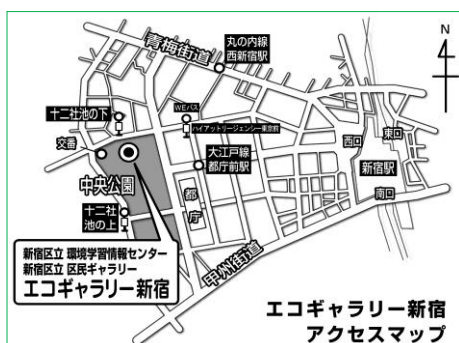 N
青梅街道
丸の内線
西新宿駅
WEバス
十二社池の下
ハイアットリージェンシー東京前
交番
大江戸線
都庁前駅
西口
東口
新宿駅
南口
中央公園
都庁
十二社
池の上
甲州街道
新宿区立 環境学習情報センター
新宿区立 区民ギャラリー
エコギャラリー新宿
エコギャラリー新宿
アクセスマップ